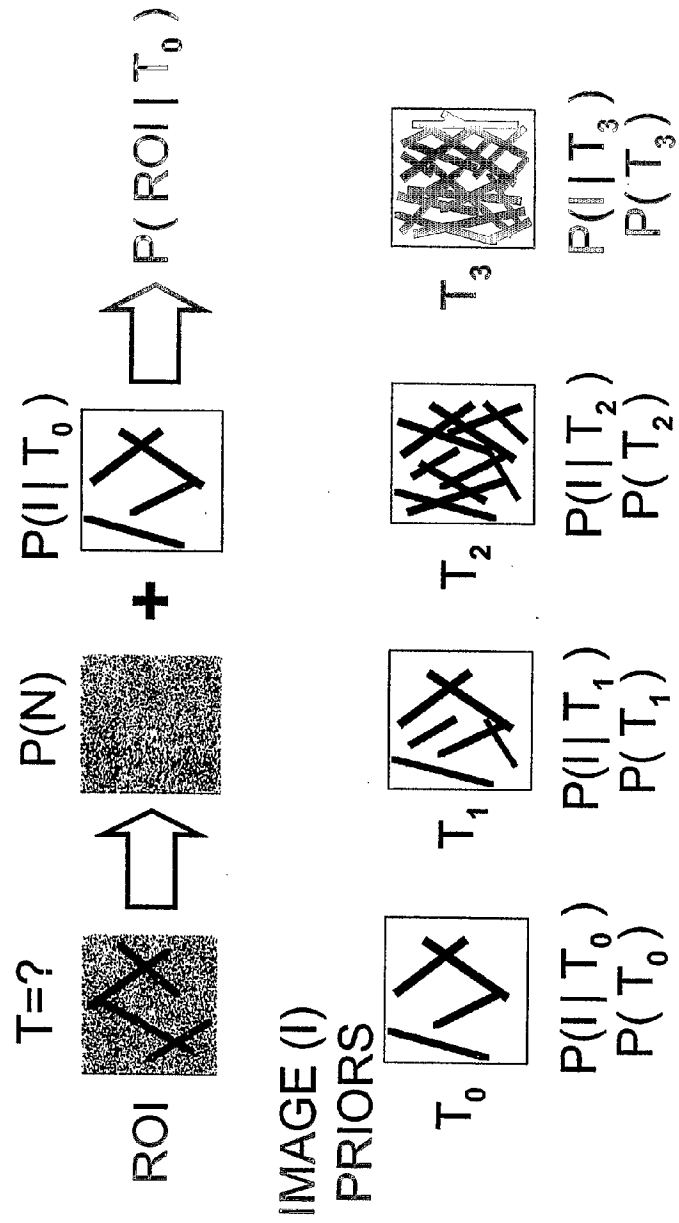 T=?
P(N)
P(I | T0)
ROI
+
P( ROI | T0 )
IMAGE (I)
PRIORS
T0
T1
T2
T3
P(I | T0)
P( T0)
P(I | T1)
P( T1)
P(I | T2)
P( T2)
P(I | T3)
P( T3)